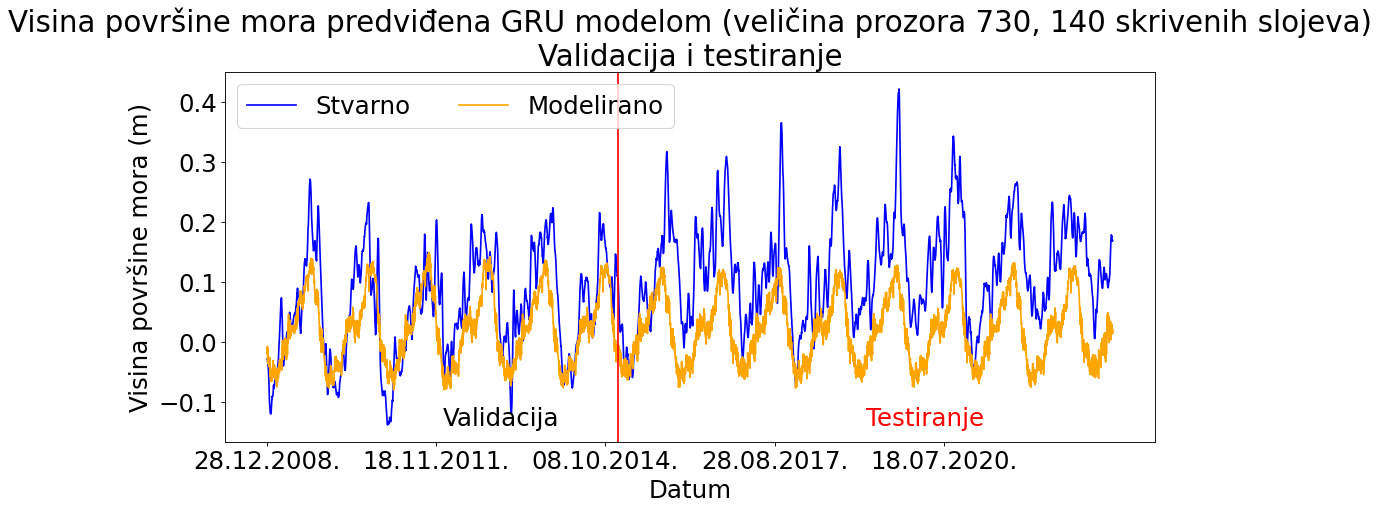 Visina površine mora predviđena GRU modelom (veličina prozora 730, 140 skrivenih slojeva)
Validacija i testiranje
Stvarno
Modelirano
Visina površine mora (m)
0.4
0.3
0.2
0.1
0.0
−0.1
Validacija
Testiranje
28.12.2008.
18.11.2011.
08.10.2014.
28.08.2017.
18.07.2020.
Datum